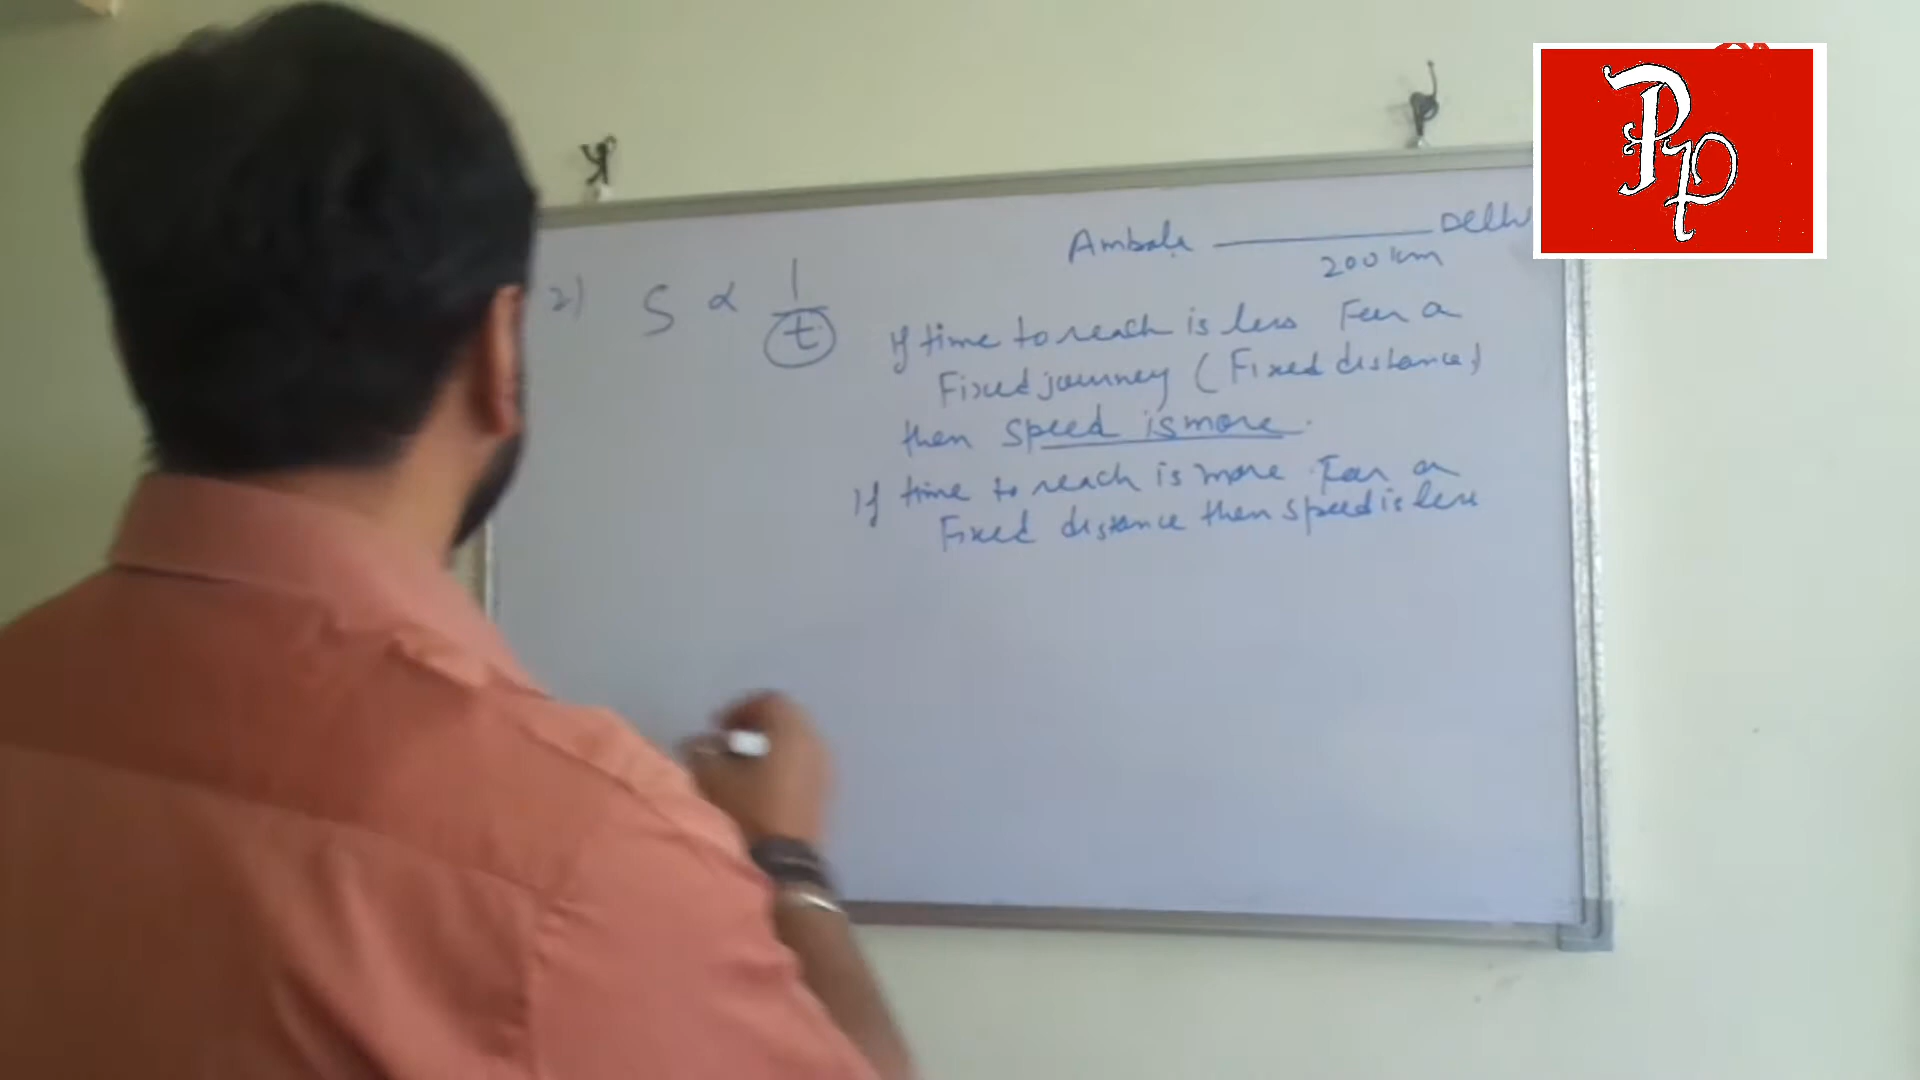 Ambala ——— Delhi
200 km
2) S ∝ 1/t
If time to reach is less For a
Fixed journey (Fixed distance)
then speed is more.
If time to reach is more For a
Fixed distance then speed is less
PP